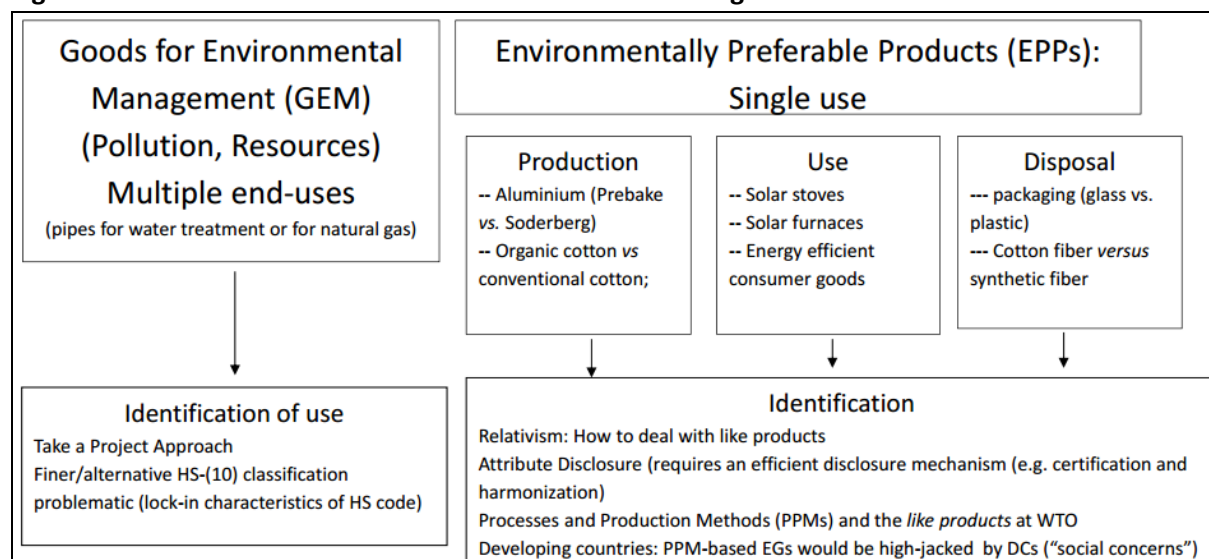 Goods for Environmental
Management (GEM)
(Pollution, Resources)
Multiple end-uses
(pipes for water treatment or for natural gas)
Environmentally Preferable Products (EPPs):
Single use
Production
-- Aluminium (Prebake
vs. Soderberg)
-- Organic cotton vs
conventional cotton;
Use
-- Solar stoves
-- Solar furnaces
-- Energy efficient
consumer goods
Disposal
--- packaging (glass vs.
plastic)
--- Cotton fiber versus
synthetic fiber
Identification of use
Take a Project Approach
Finer/alternative HS-(10) classification
problematic (lock-in characteristics of HS code)
Identification
Relativism: How to deal with like products
Attribute Disclosure (requires an efficient disclosure mechanism (e.g. certification and
harmonization)
Processes and Production Methods (PPMs) and the like products at WTO
Developing countries: PPM-based EGs would be high-jacked by DCs (“social concerns”)